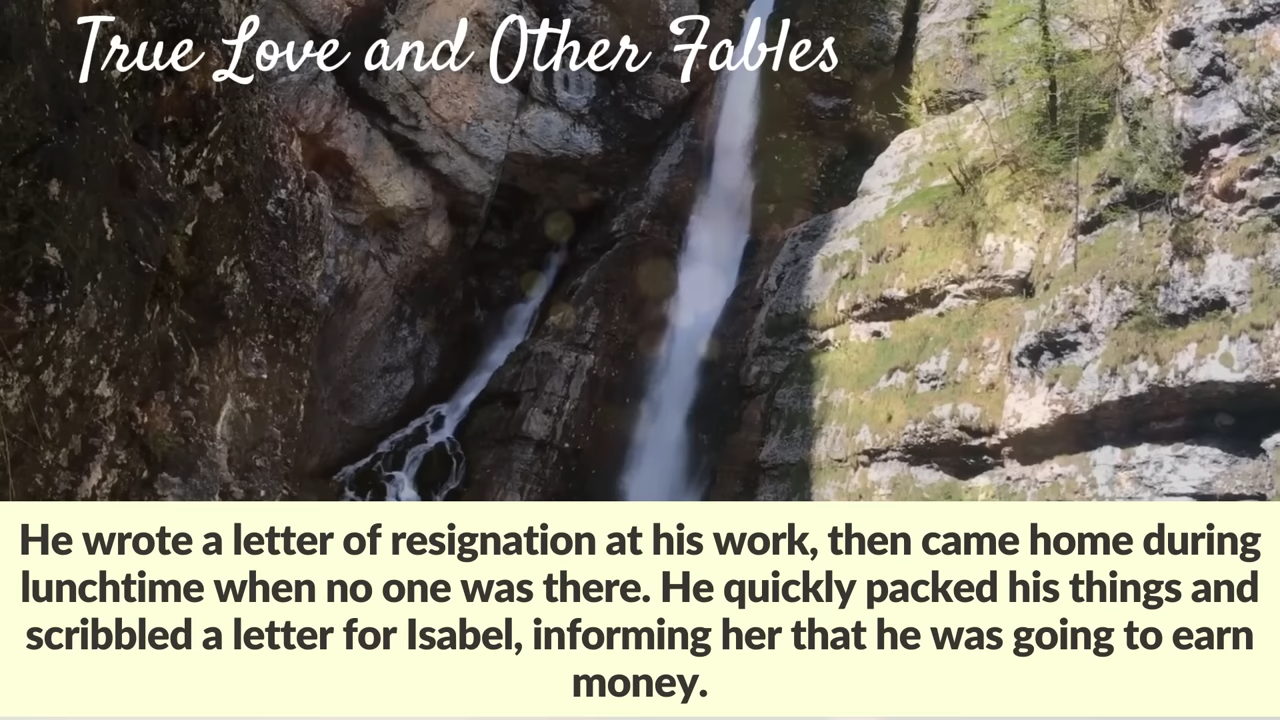 True Love and Other Fables
He wrote a letter of resignation at his work, then came home during
lunchtime when no one was there. He quickly packed his things and
scribbled a letter for Isabel, informing her that he was going to earn
money.